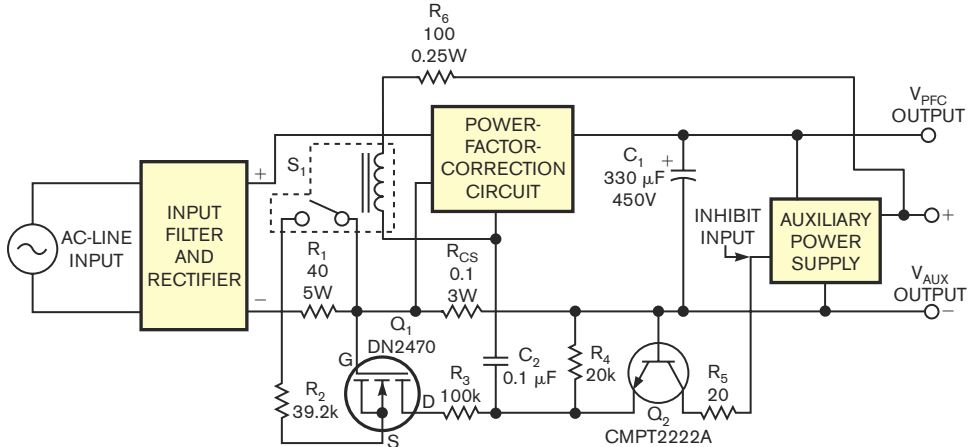 R6
100
0.25W
VPFC
OUTPUT
POWER-
FACTOR-
CORRECTION
CIRCUIT
C1
330 µF
450V
+
S1
+
INPUT
FILTER
AND
RECTIFIER
AC-LINE
INPUT
INHIBIT
INPUT
AUXILIARY
POWER
SUPPLY
+
R1
40
5W
RCS
0.1
3W
VAUX
OUTPUT
−
−
Q1
DN2470
G
D
S
R2
39.2k
R3
100k
C2
0.1 µF
R4
20k
Q2
CMPT2222A
R5
20